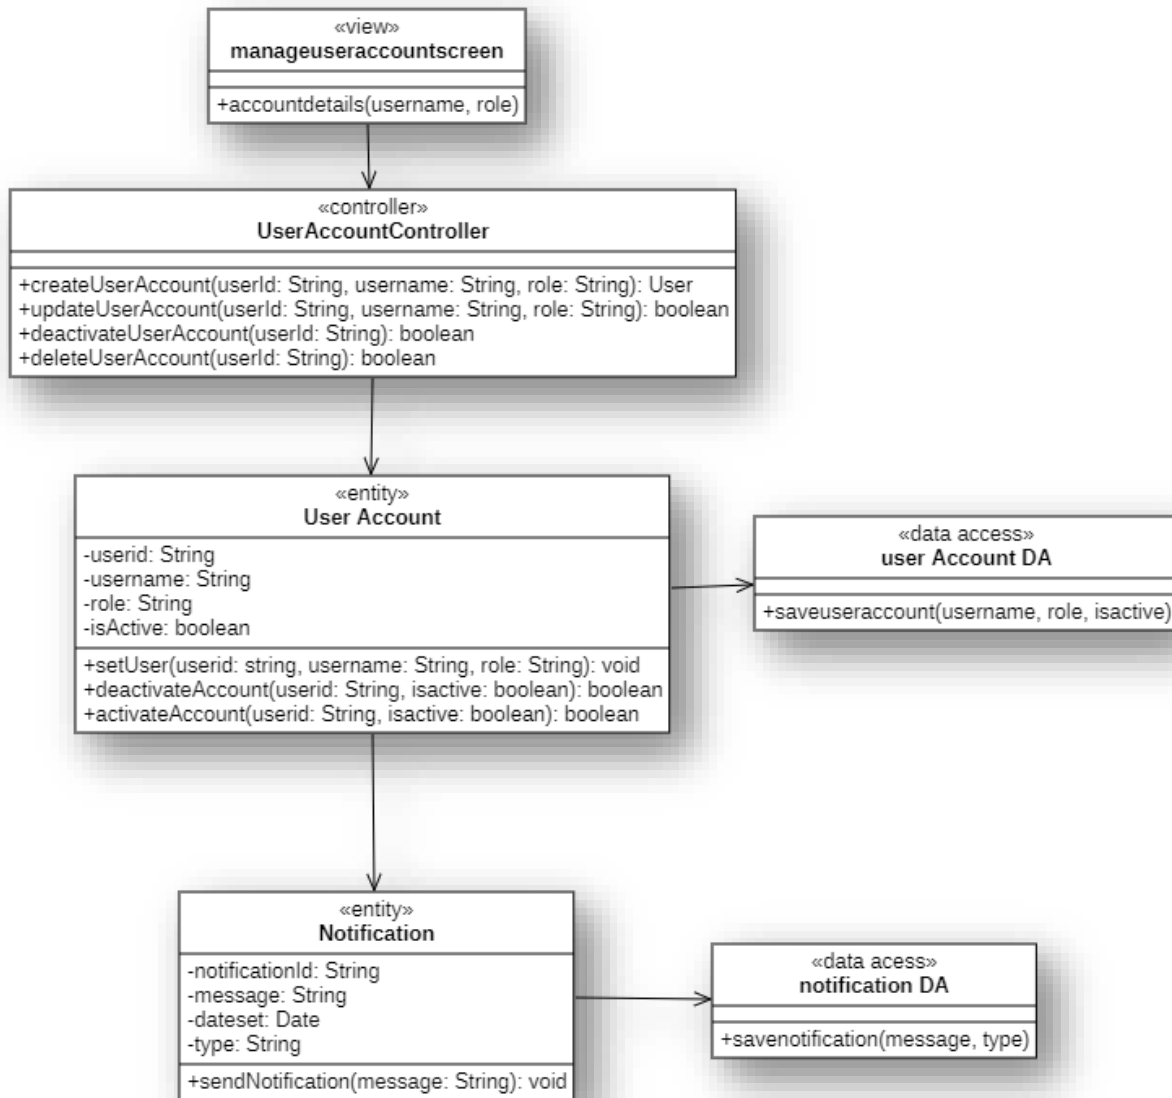 «view»
manageuseraccountscreen
+accountdetails(username, role)
«controller»
UserAccountController
+createUserAccount(userId: String, username: String, role: String): User
+updateUserAccount(userId: String, username: String, role: String): boolean
+deactivateUserAccount(userId: String): boolean
+deleteUserAccount(userId: String): boolean
«entity»
User Account
-userid: String
-username: String
-role: String
-isActive: boolean
+setUser(userid: string, username: String, role: String): void
+deactivateAccount(userid: String, isactive: boolean): boolean
+activateAccount(userid: String, isactive: boolean): boolean
«data access»
user Account DA
+saveuseraccount(username, role, isactive)
«entity»
Notification
-notificationId: String
-message: String
-dateset: Date
-type: String
+sendNotification(message: String): void
«data acess»
notification DA
+savenotification(message, type)